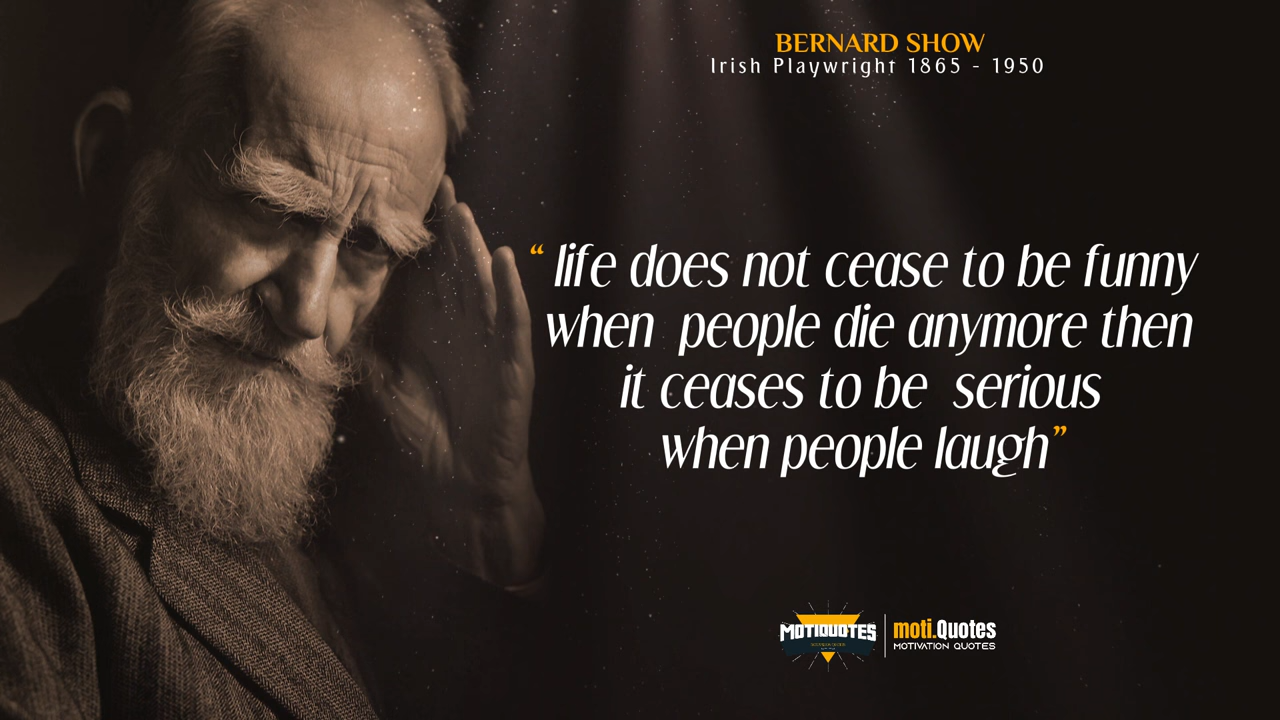 BERNARD SHOW
Irish Playwright 1865 - 1950
“ life does not cease to be funny
when people die anymore then
it ceases to be serious
when people laugh”
MOTIQUOTES
moti.Quotes
MOTIVATION QUOTES